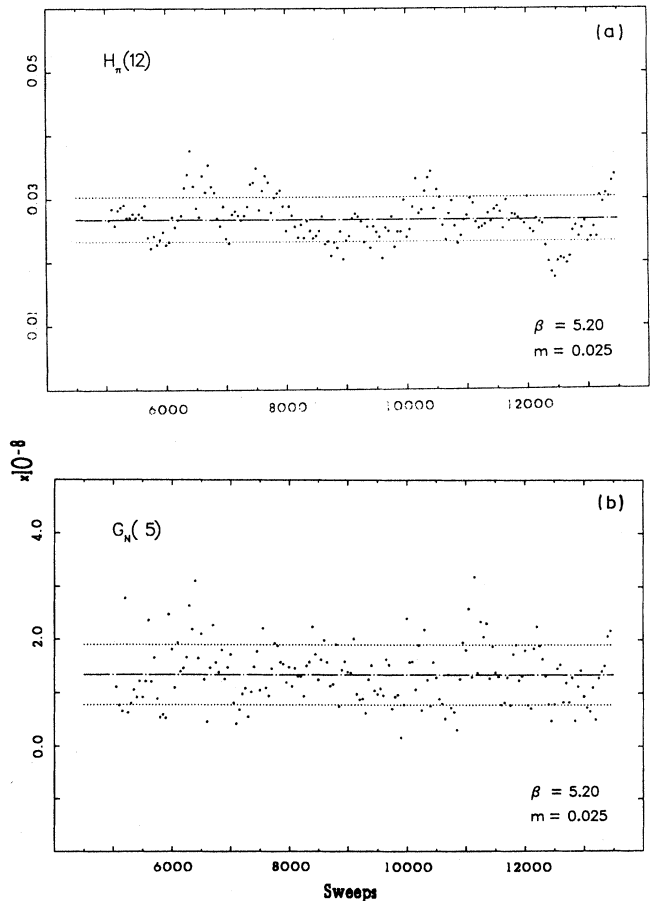 (a)
H_π(12)
0.05
0.03
0.01
β = 5.20
m = 0.025
6000 8000 10000 12000
×10-8
(b)
G_N( 5)
4.0
2.0
0.0
β = 5.20
m = 0.025
6000 8000 10000 12000
Sweeps